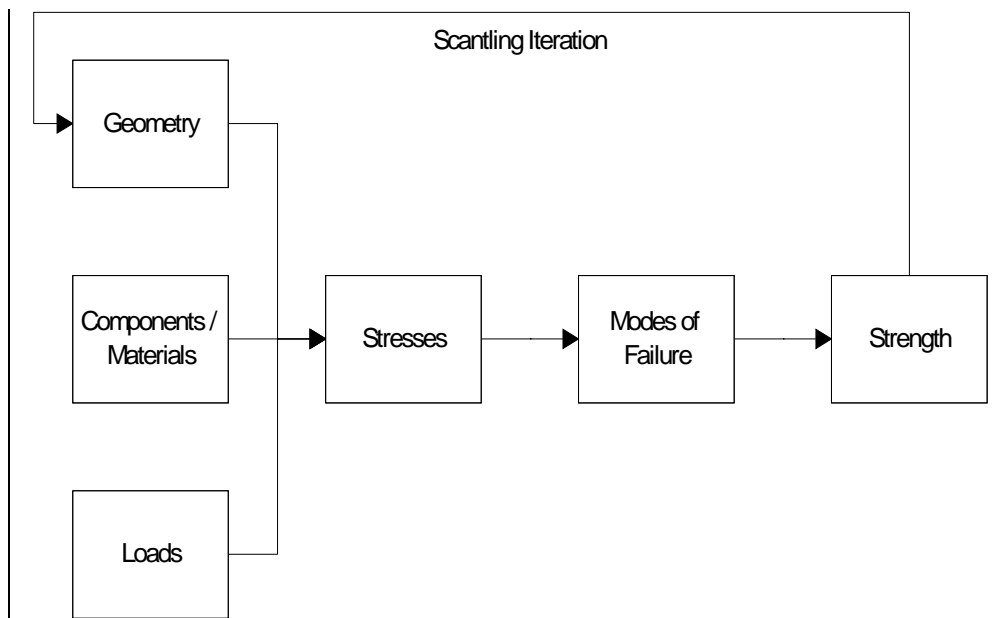 Scantling Iteration
Geometry
Components /
Materials
Stresses
Modes of
Failure
Strength
Loads